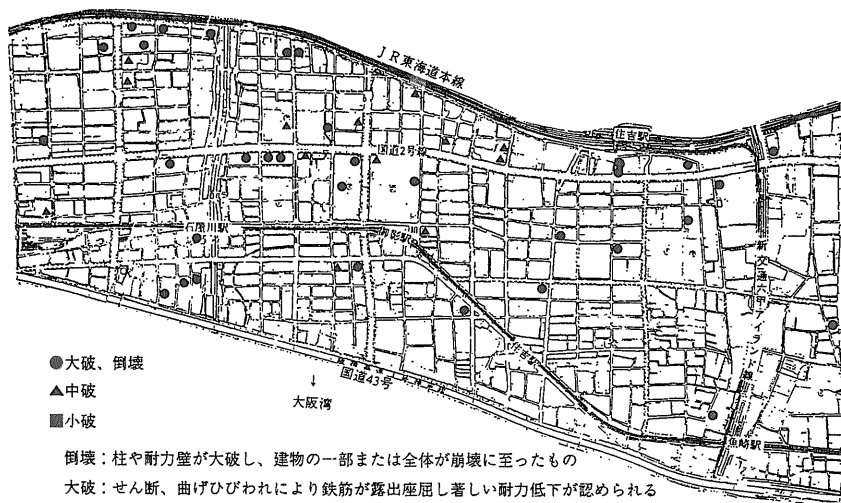 JR東海道本線
住吉駅
国道2号線
石屋川駅
御影駅
新交通六甲アイランド線
住吉駅
国道43号
魚崎駅
↓
大阪湾
●大破、倒壊
▲中破
■小破
倒壊：柱や耐力壁が大破し、建物の一部または全体が崩壊に至ったもの
大破：せん断、曲げひびわれにより鉄筋が露出座屈し著しい耐力低下が認められる